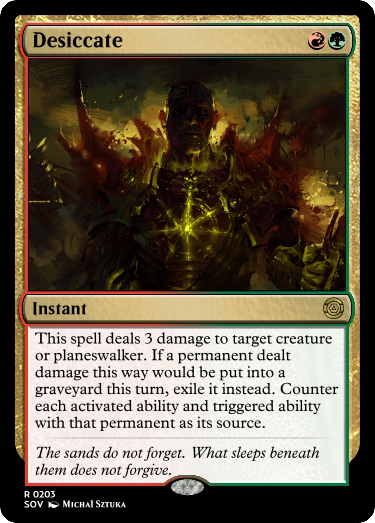 Desiccate
Instant
This spell deals 3 damage to target creature
or planeswalker. If a permanent dealt
damage this way would be put into a
graveyard this turn, exile it instead. Counter
each activated ability and triggered ability
with that permanent as its source.
The sands do not forget. What sleeps beneath
them does not forgive.
R 0203
SOV Michał Sztuka